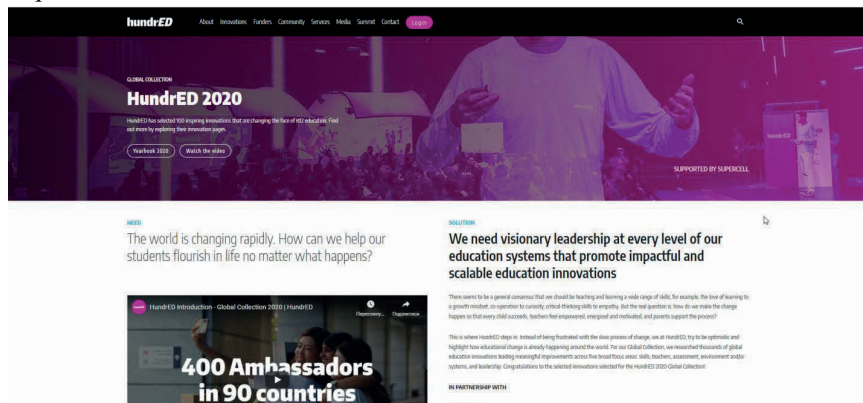 hundrED
About Innovations Funders Community Services Media Summit Contact Login
GLOBAL COLLECTION
HundrED 2020
HundrED has selected 100 inspiring innovations that are changing the face of K12 education. Find
out more by exploring their innovation pages.
Yearbook 2020 Watch the video
hundrED
SUPPORTED BY SUPERCELL
NEED
The world is changing rapidly. How can we help our
students flourish in life no matter what happens?
HundrED Introduction - Global Collection 2020 | HundrED
Перегляну... Поділитися
400 Ambassadors
in 90 countries
SOLUTION
We need visionary leadership at every level of our
education systems that promote impactful and
scalable education innovations
There seems to be a general consensus that we should be teaching and learning a wide range of skills, for example, the love of learning to
a growth mindset, co-operation to curiosity, critical-thinking skills to empathy. But the real question is: how do we make the change
happen so that every child succeeds, teachers feel empowered, energised and motivated, and parents support the process?
This is where HundrED steps in. Instead of being frustrated with the slow process of change, we at HundrED, try to be optimistic and
highlight how educational change is already happening around the world. For our Global Collection, we researched thousands of global
education innovations leading meaningful improvements across five broad focus areas: skills, teachers, assessment, environment and/or
systems, and leadership. Congratulations to the selected innovations selected for the HundrED 2020 Global Collection!
IN PARTNERSHIP WITH